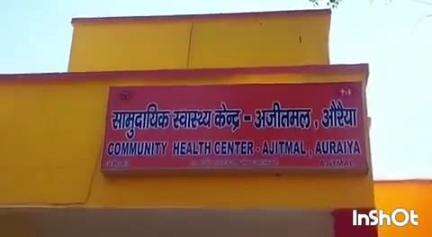 सामुदायिक स्वास्थ्य केन्द्र - अजीतमल , औरैया
COMMUNITY HEALTH CENTER - AJITMAL , AURAIYA
InShOt